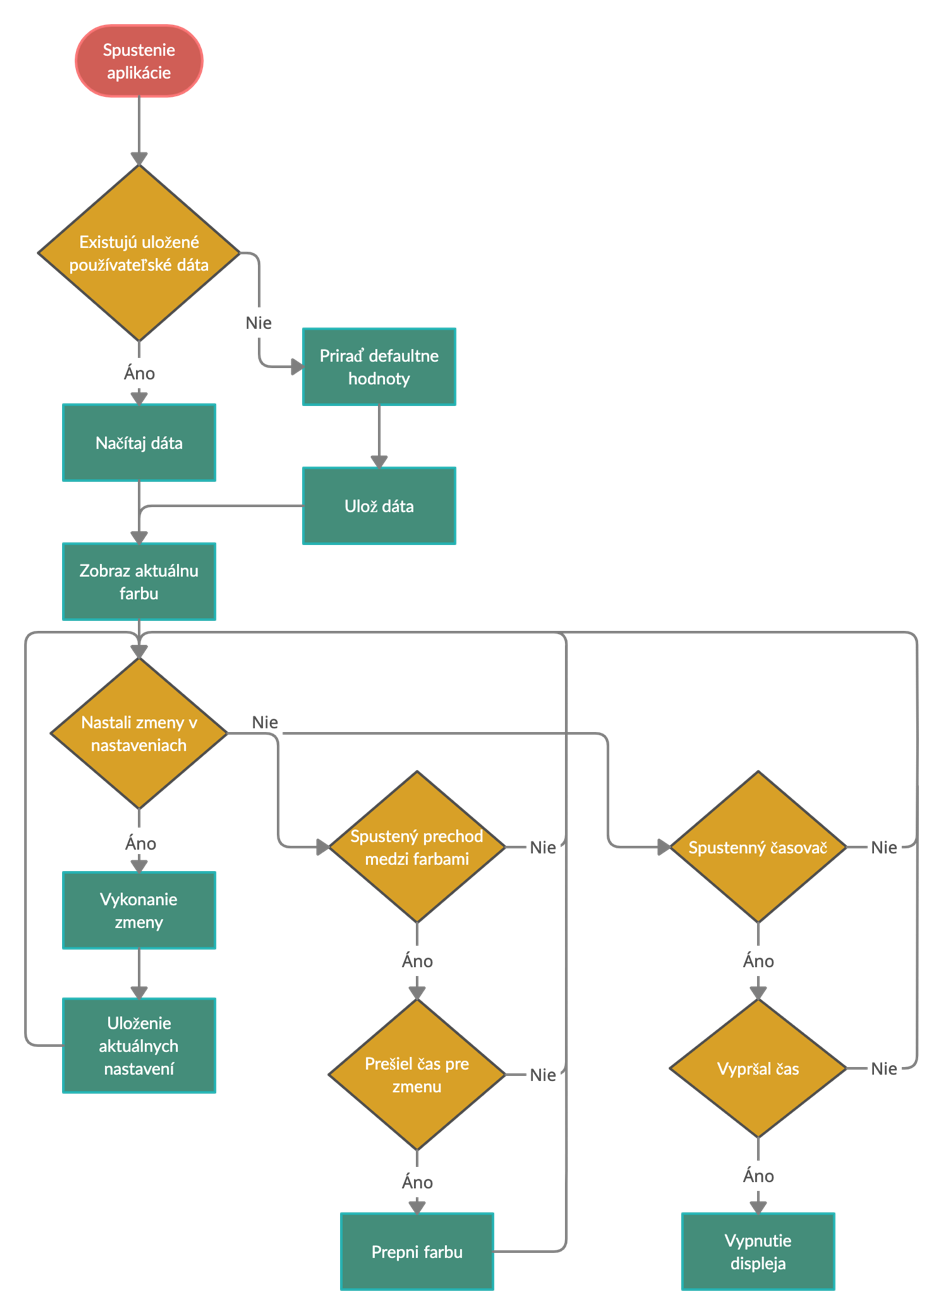 Spustenie
aplikácie
Existujú uložené
používateľské dáta
Nie
Áno
Priraď defaultne
hodnoty
Načítaj dáta
Ulož dáta
Zobraz aktuálnu
farbu
Nastali zmeny v
nastaveniach
Nie
Áno
Spustený prechod
medzi farbami
Nie
Spustenný časovač
Nie
Vykonanie
zmeny
Áno
Áno
Uloženie
aktuálnych
nastavení
Prešiel čas pre
zmenu
Nie
Vypršal čas
Nie
Áno
Áno
Prepni farbu
Vypnutie
displeja